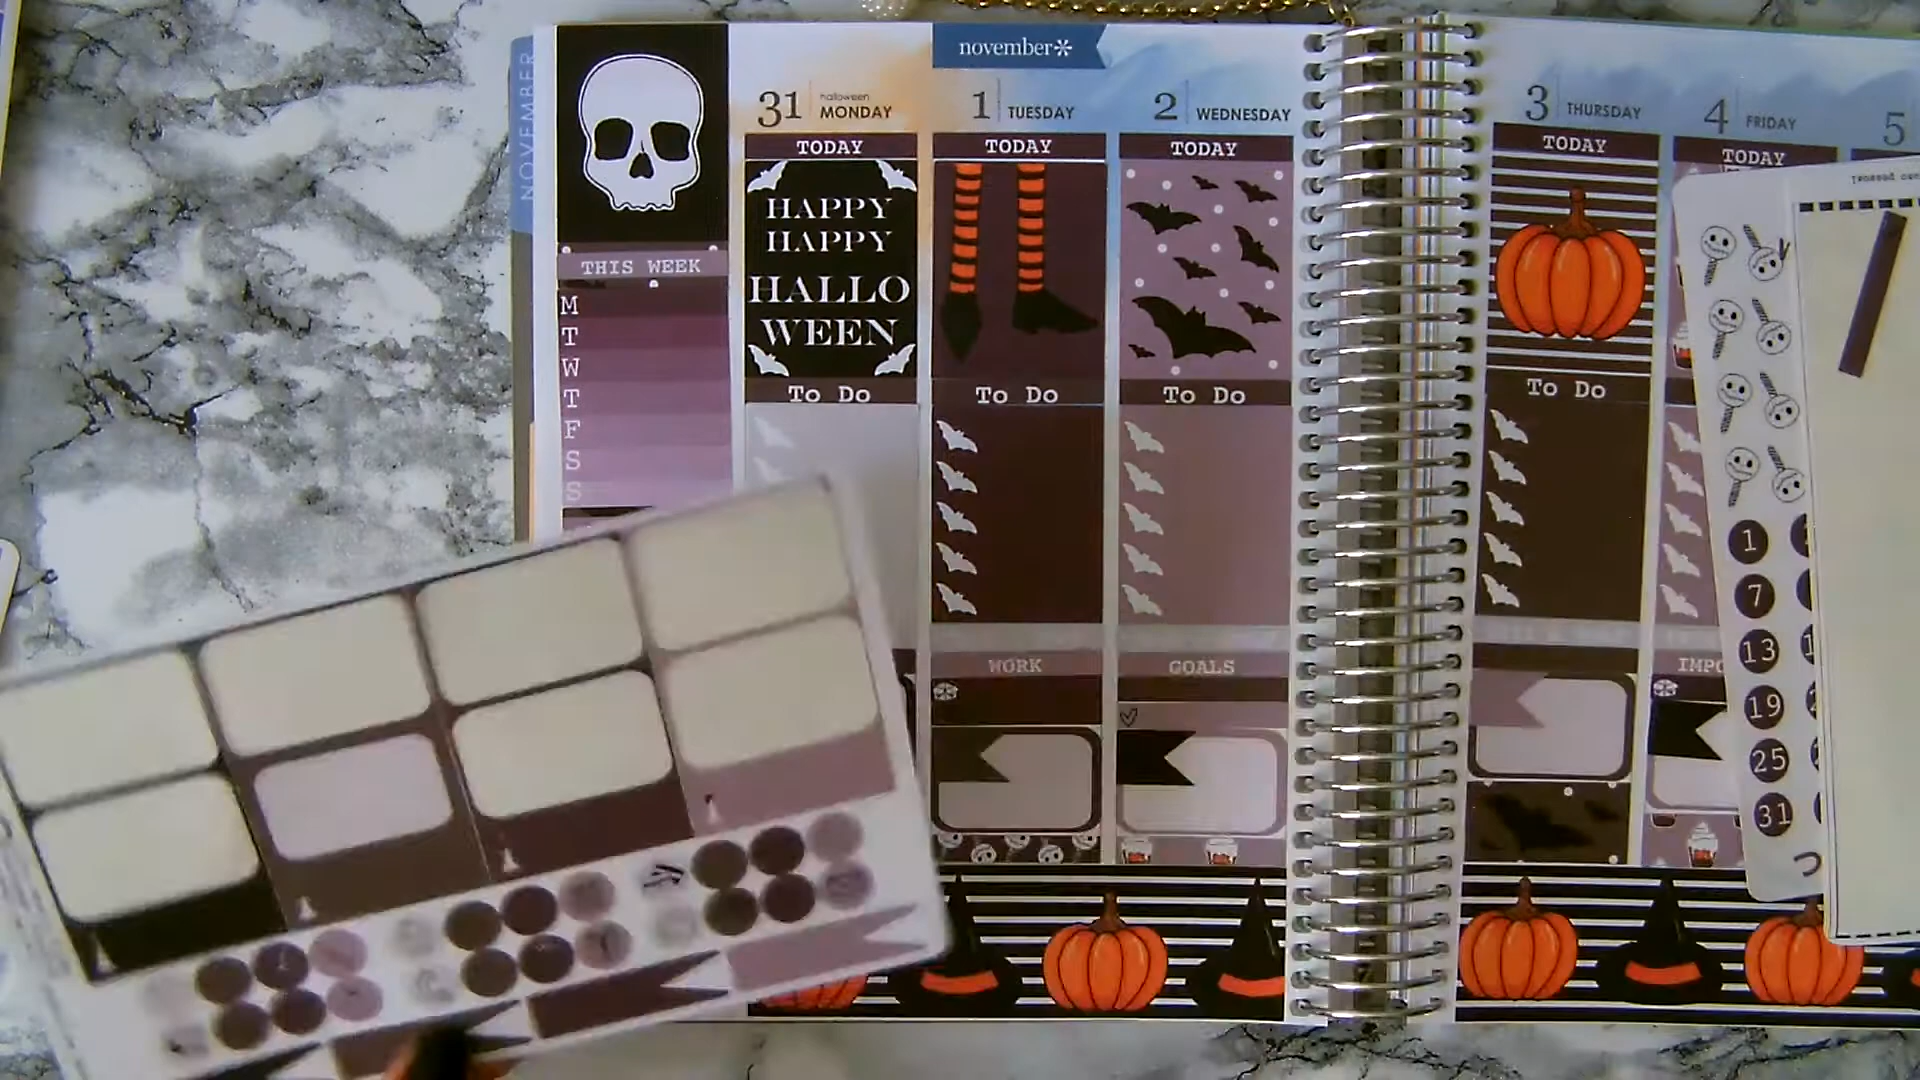 NOVEMBER
november*
31 halloween MONDAY
1 TUESDAY
2 WEDNESDAY
3 THURSDAY
4 FRIDAY
5
TODAY
TODAY
TODAY
TODAY
TODAY
HAPPY
HAPPY
HALLO
WEEN
THIS WEEK
M
T
W
T
F
S
S
To Do
To Do
To Do
To Do
WORK
GOALS
IMPO
1
7
13
19
25
31